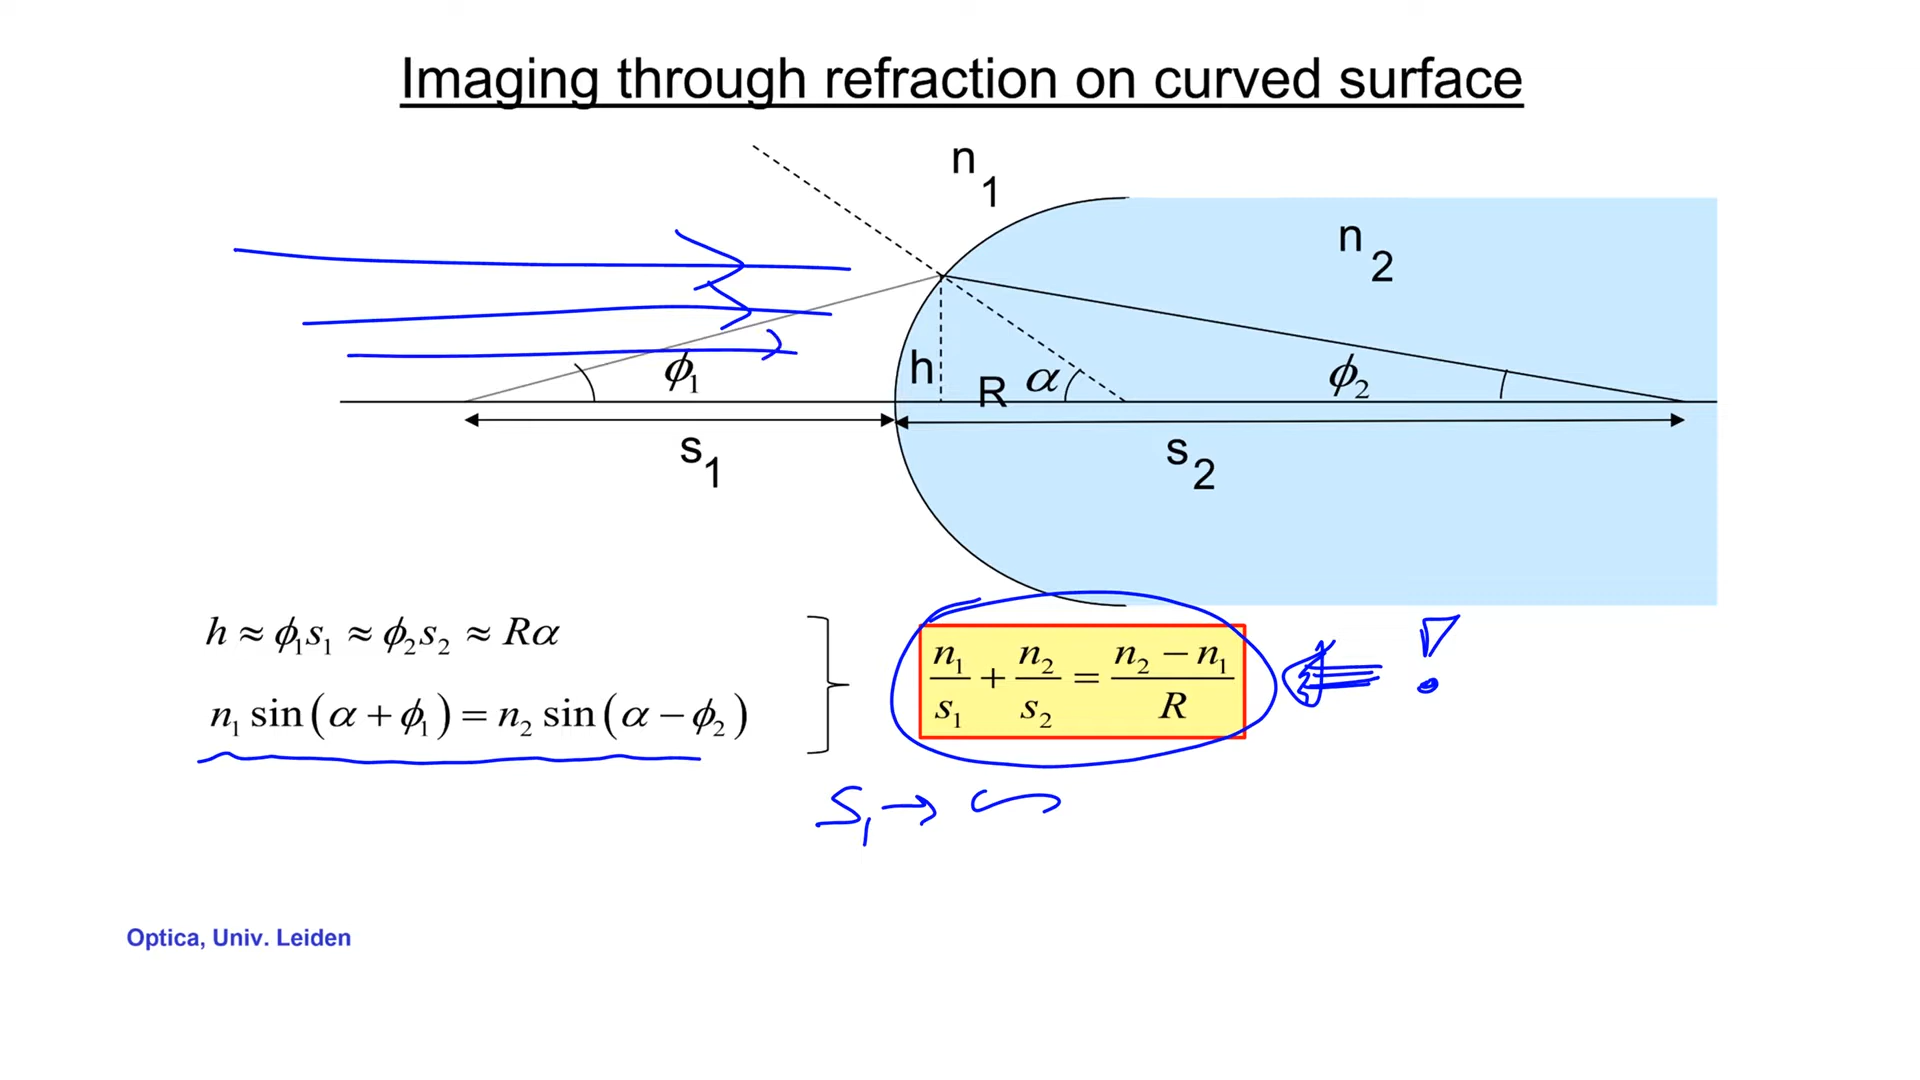 Imaging through refraction on curved surface
n1
n2
ϕ1
h
R
α
ϕ2
s1
s2
h ≈ ϕ1s1 ≈ ϕ2s2 ≈ Rα
n1 sin(α + ϕ1) = n2 sin(α − ϕ2)
n1/s1 + n2/s2 = (n2 − n1)/R
!
S1 → ∞
Optica, Univ. Leiden